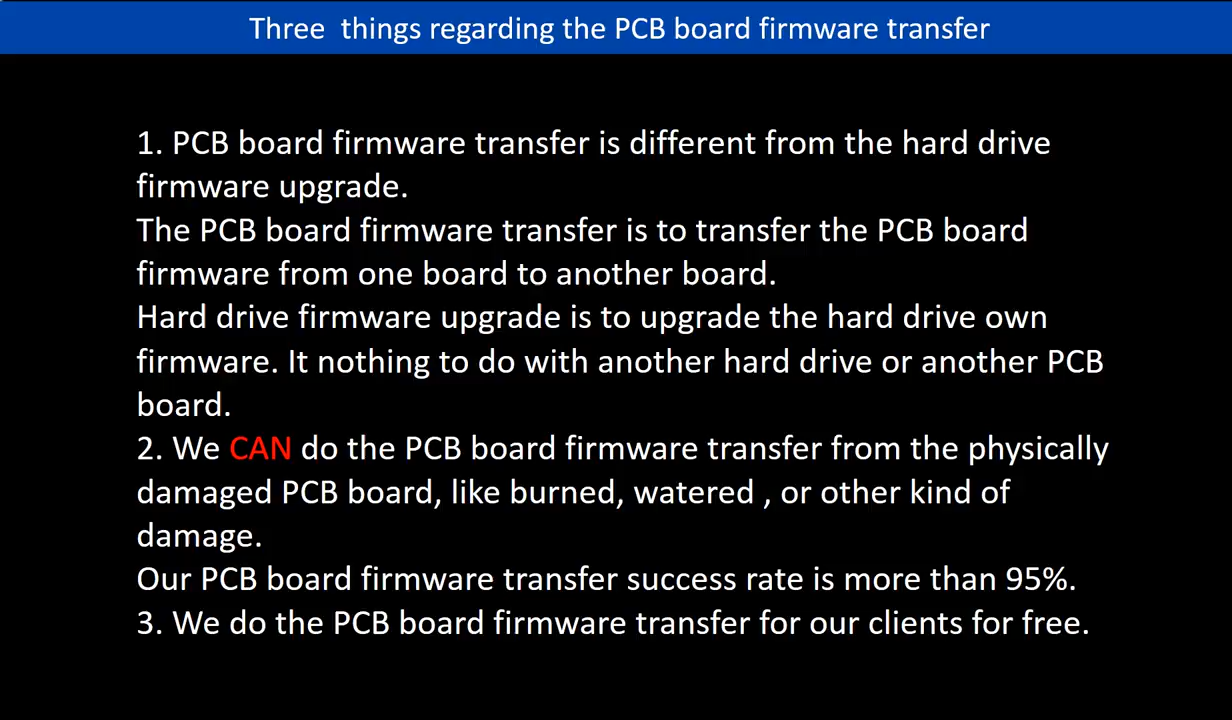 Three  things regarding the PCB board firmware transfer
1. PCB board firmware transfer is different from the hard drive
firmware upgrade.
The PCB board firmware transfer is to transfer the PCB board
firmware from one board to another board.
Hard drive firmware upgrade is to upgrade the hard drive own
firmware. It nothing to do with another hard drive or another PCB
board.
2. We CAN do the PCB board firmware transfer from the physically
damaged PCB board, like burned, watered , or other kind of
damage.
Our PCB board firmware transfer success rate is more than 95%.
3. We do the PCB board firmware transfer for our clients for free.